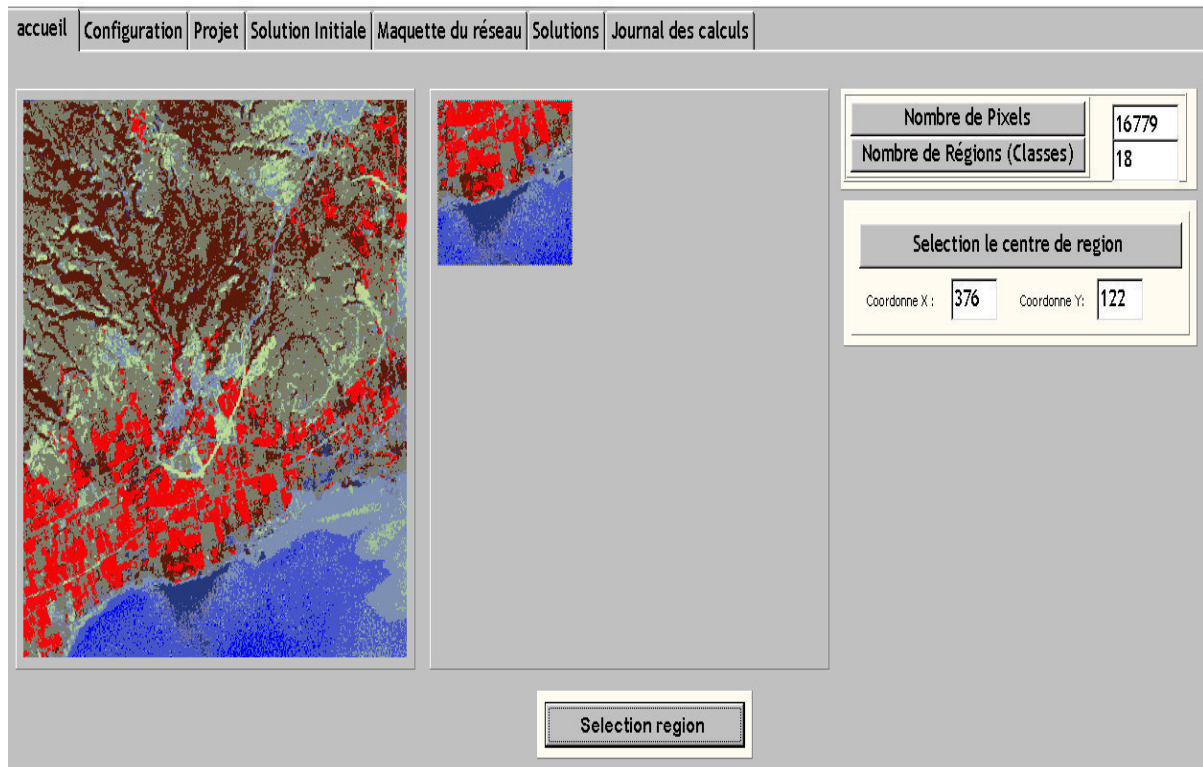 accueil Configuration Projet Solution Initiale Maquette du réseau Solutions Journal des calculs
Nombre de Pixels 16779
Nombre de Régions (Classes) 18
Selection le centre de region
Coordonne X : 376 Coordonne Y: 122
Selection region